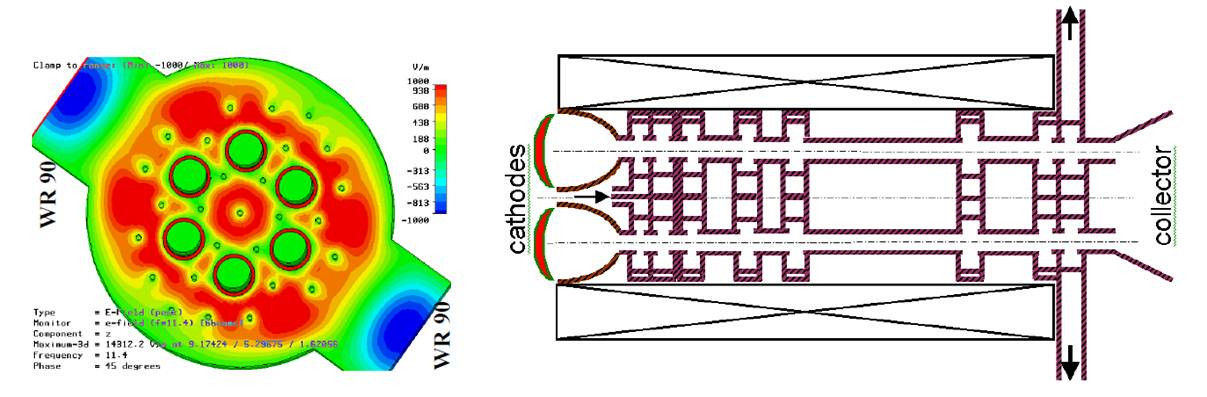 Clamp to range: (Min: -1000/ Max: 1000)
V/m
1000
938
688
438
188
0
-313
-563
-813
-1000
WR 90
WR 90
Type = E-Field (peak)
Monitor = e-field (f=11.4)
Component = z
Maximum-3d = 14312.2 V/m at 9.17424 / 5.29675 / 1.62056
Frequency = 11.4
Phase = 45 degrees
cathodes
collector